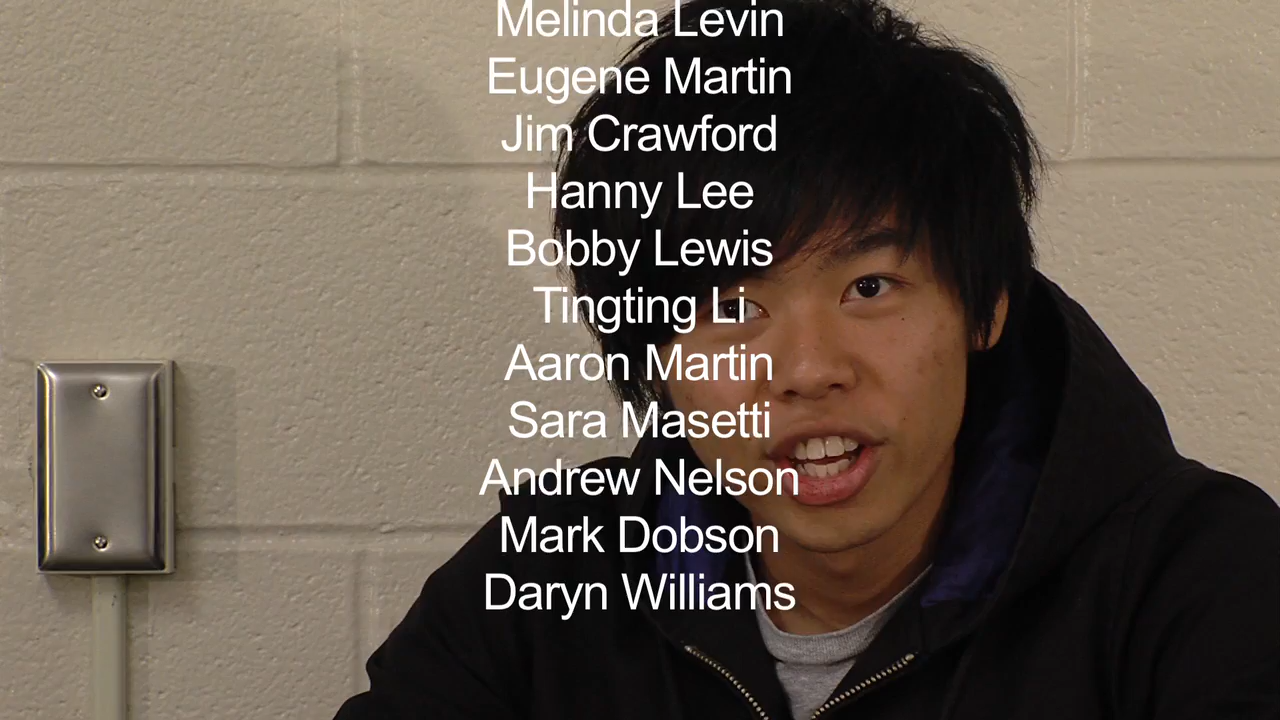 Melinda Levin
Eugene Martin
Jim Crawford
Hanny Lee
Bobby Lewis
Tingting Li
Aaron Martin
Sara Masetti
Andrew Nelson
Mark Dobson
Daryn Williams